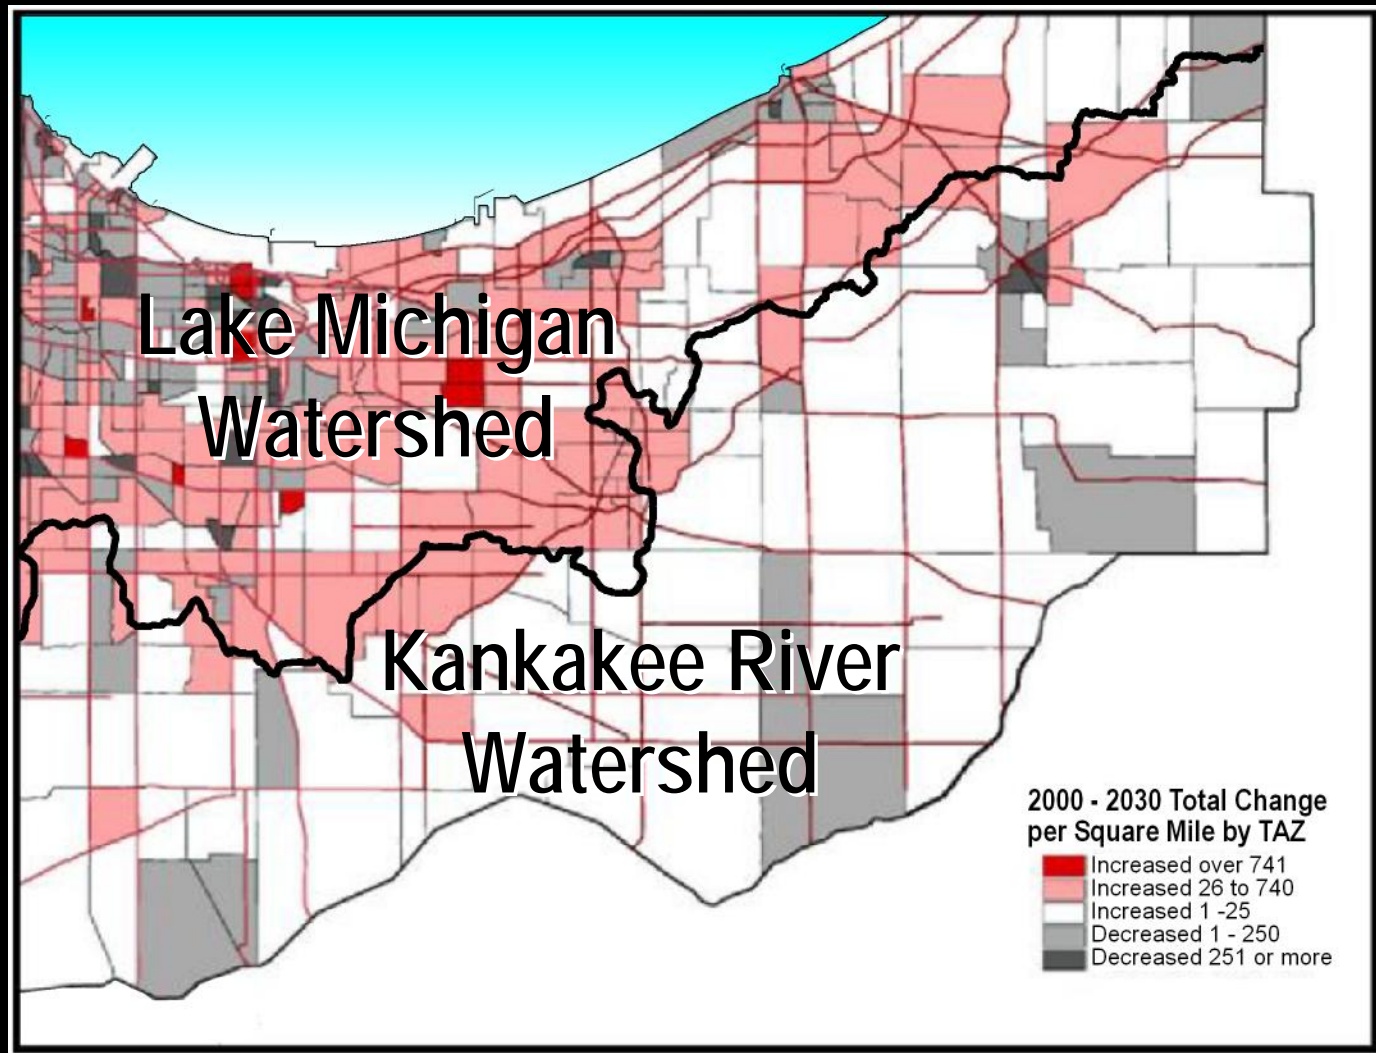 Lake Michigan
Watershed
Kankakee River
Watershed
2000 - 2030 Total Change
per Square Mile by TAZ
Increased over 741
Increased 26 to 740
Increased 1 -25
Decreased 1 - 250
Decreased 251 or more